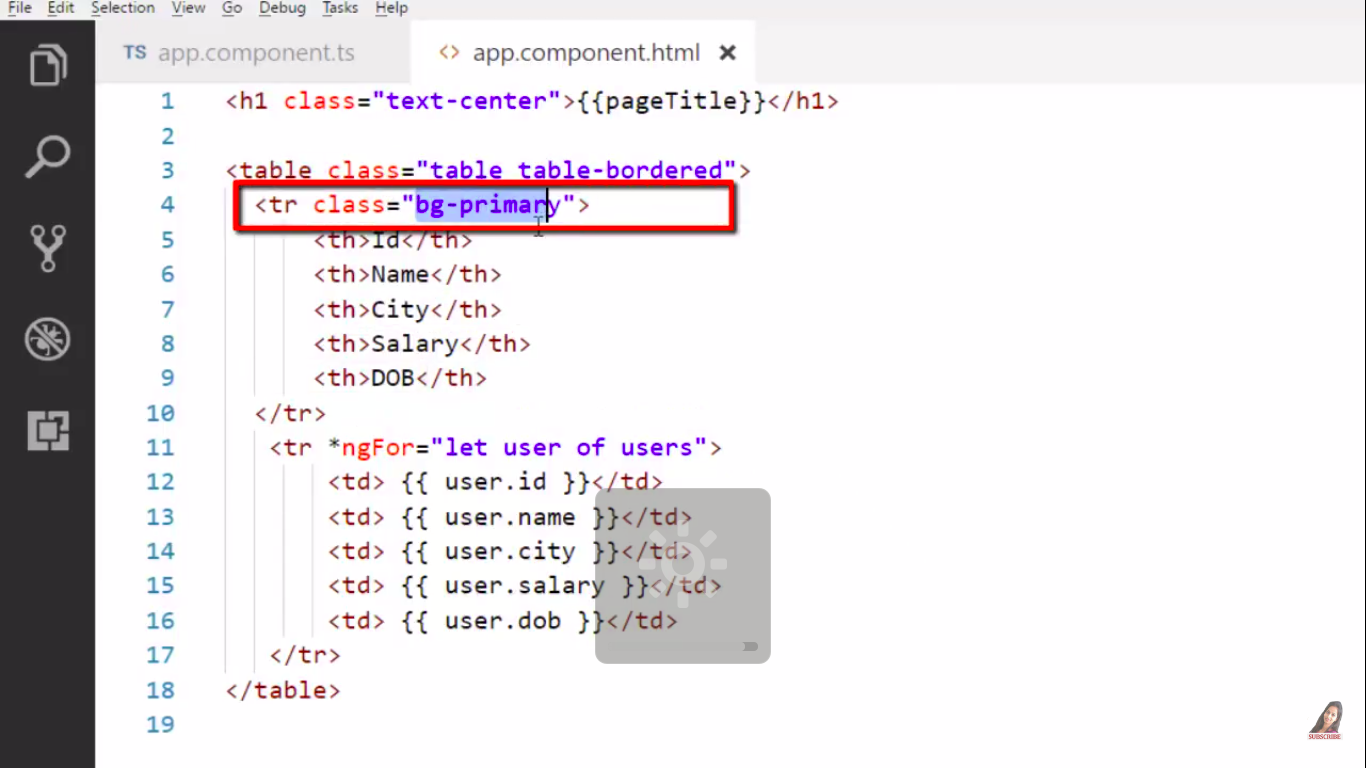 File Edit Selection View Go Debug Tasks Help
TS app.component.ts <> app.component.html ×
1 <h1 class="text-center">{{pageTitle}}</h1>
2
3 <table class="table table-bordered">
4 <tr class="bg-primary">
5 <th>Id</th>
6 <th>Name</th>
7 <th>City</th>
8 <th>Salary</th>
9 <th>DOB</th>
10 </tr>
11 <tr *ngFor="let user of users">
12 <td> {{ user.id }}</td>
13 <td> {{ user.name }}</td>
14 <td> {{ user.city }}</td>
15 <td> {{ user.salary }}</td>
16 <td> {{ user.dob }}</td>
17 </tr>
18 </table>
19
SUBSCRIBE